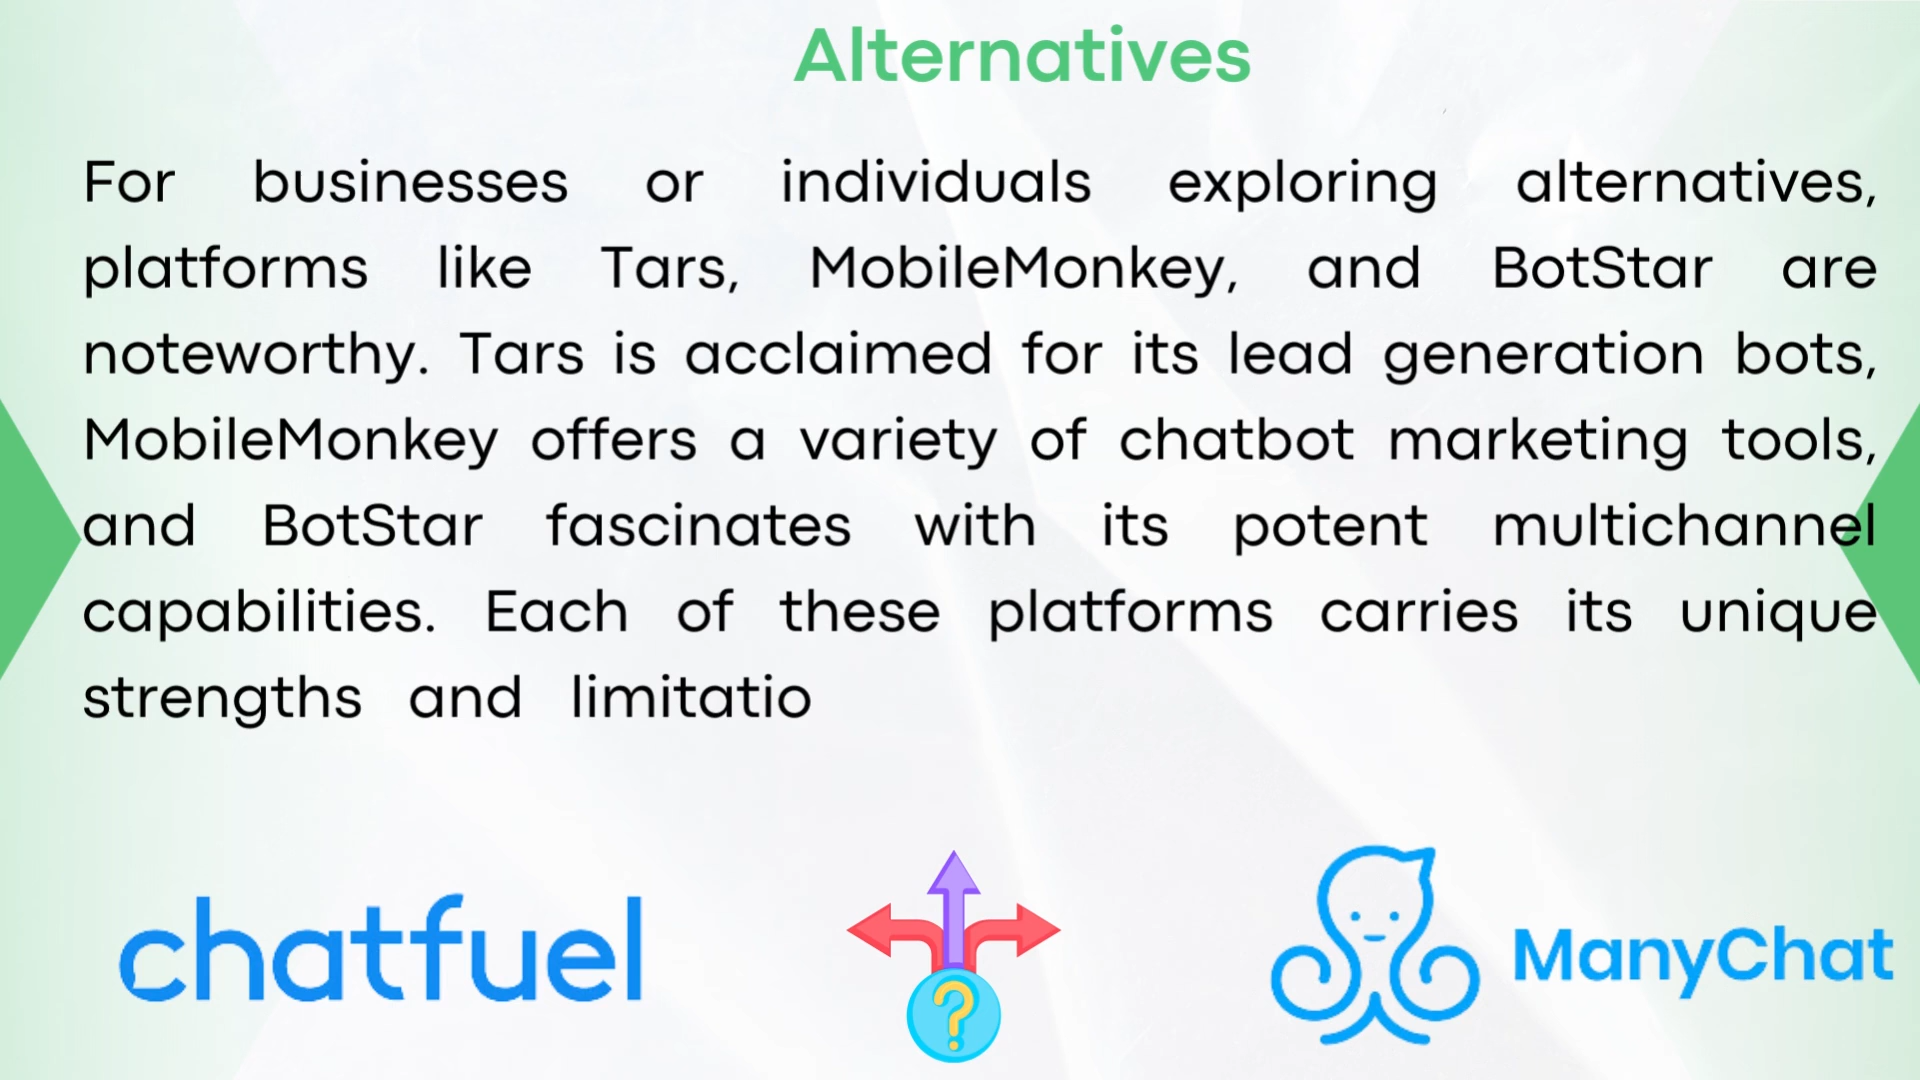 Alternatives
For businesses or individuals exploring alternatives,
platforms like Tars, MobileMonkey, and BotStar are
noteworthy. Tars is acclaimed for its lead generation bots,
MobileMonkey offers a variety of chatbot marketing tools,
and BotStar fascinates with its potent multichannel
capabilities. Each of these platforms carries its unique
strengths and limitatio
chatfuel
?
ManyChat